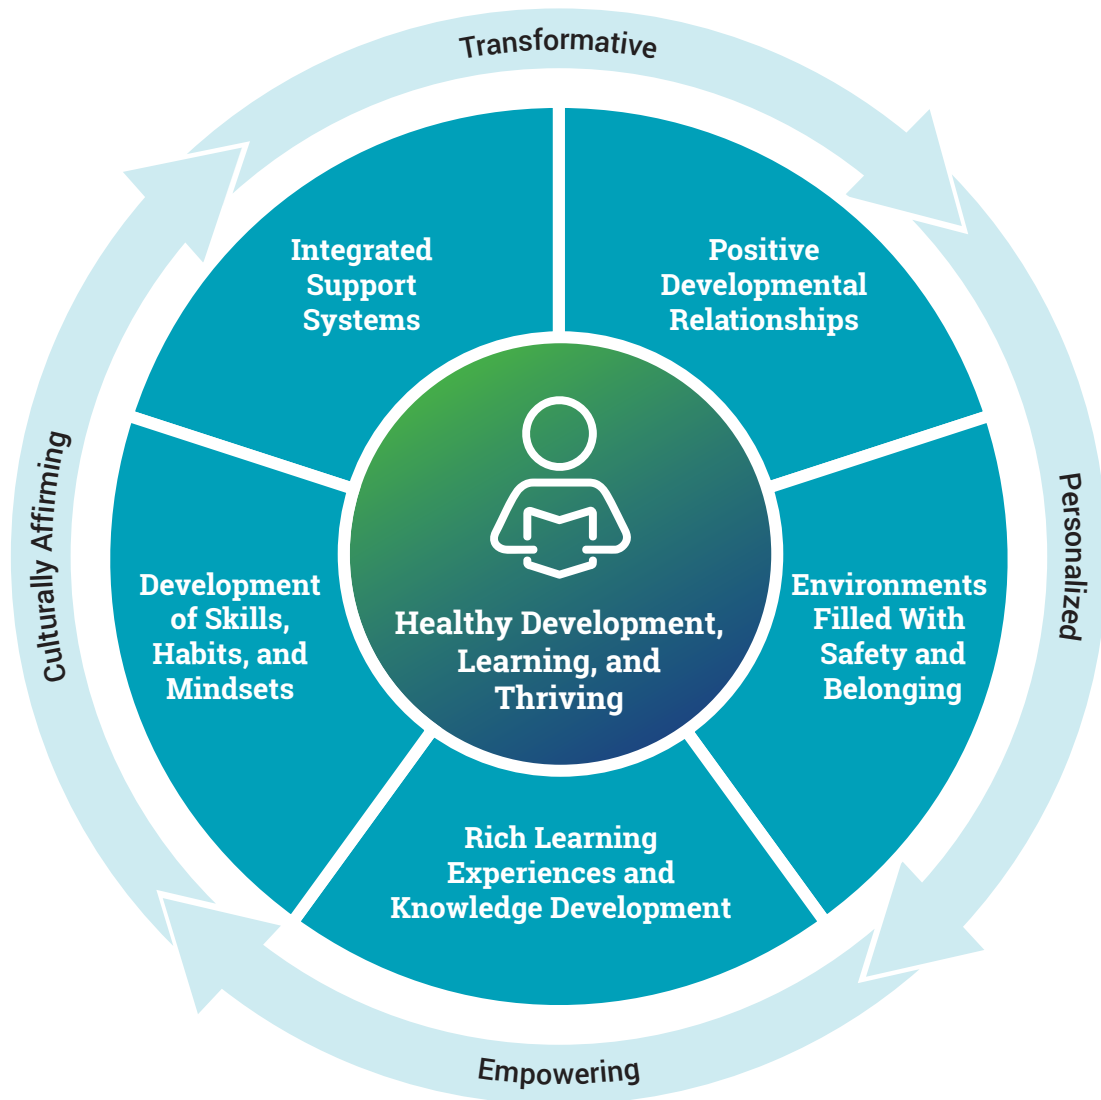 Transformative
Integrated
Support
Systems
Positive
Developmental
Relationships
Culturally Affirming
Personalized
Development
of Skills,
Habits, and
Mindsets
Healthy Development,
Learning, and
Thriving
Environments
Filled With
Safety and
Belonging
Rich Learning
Experiences and
Knowledge Development
Empowering